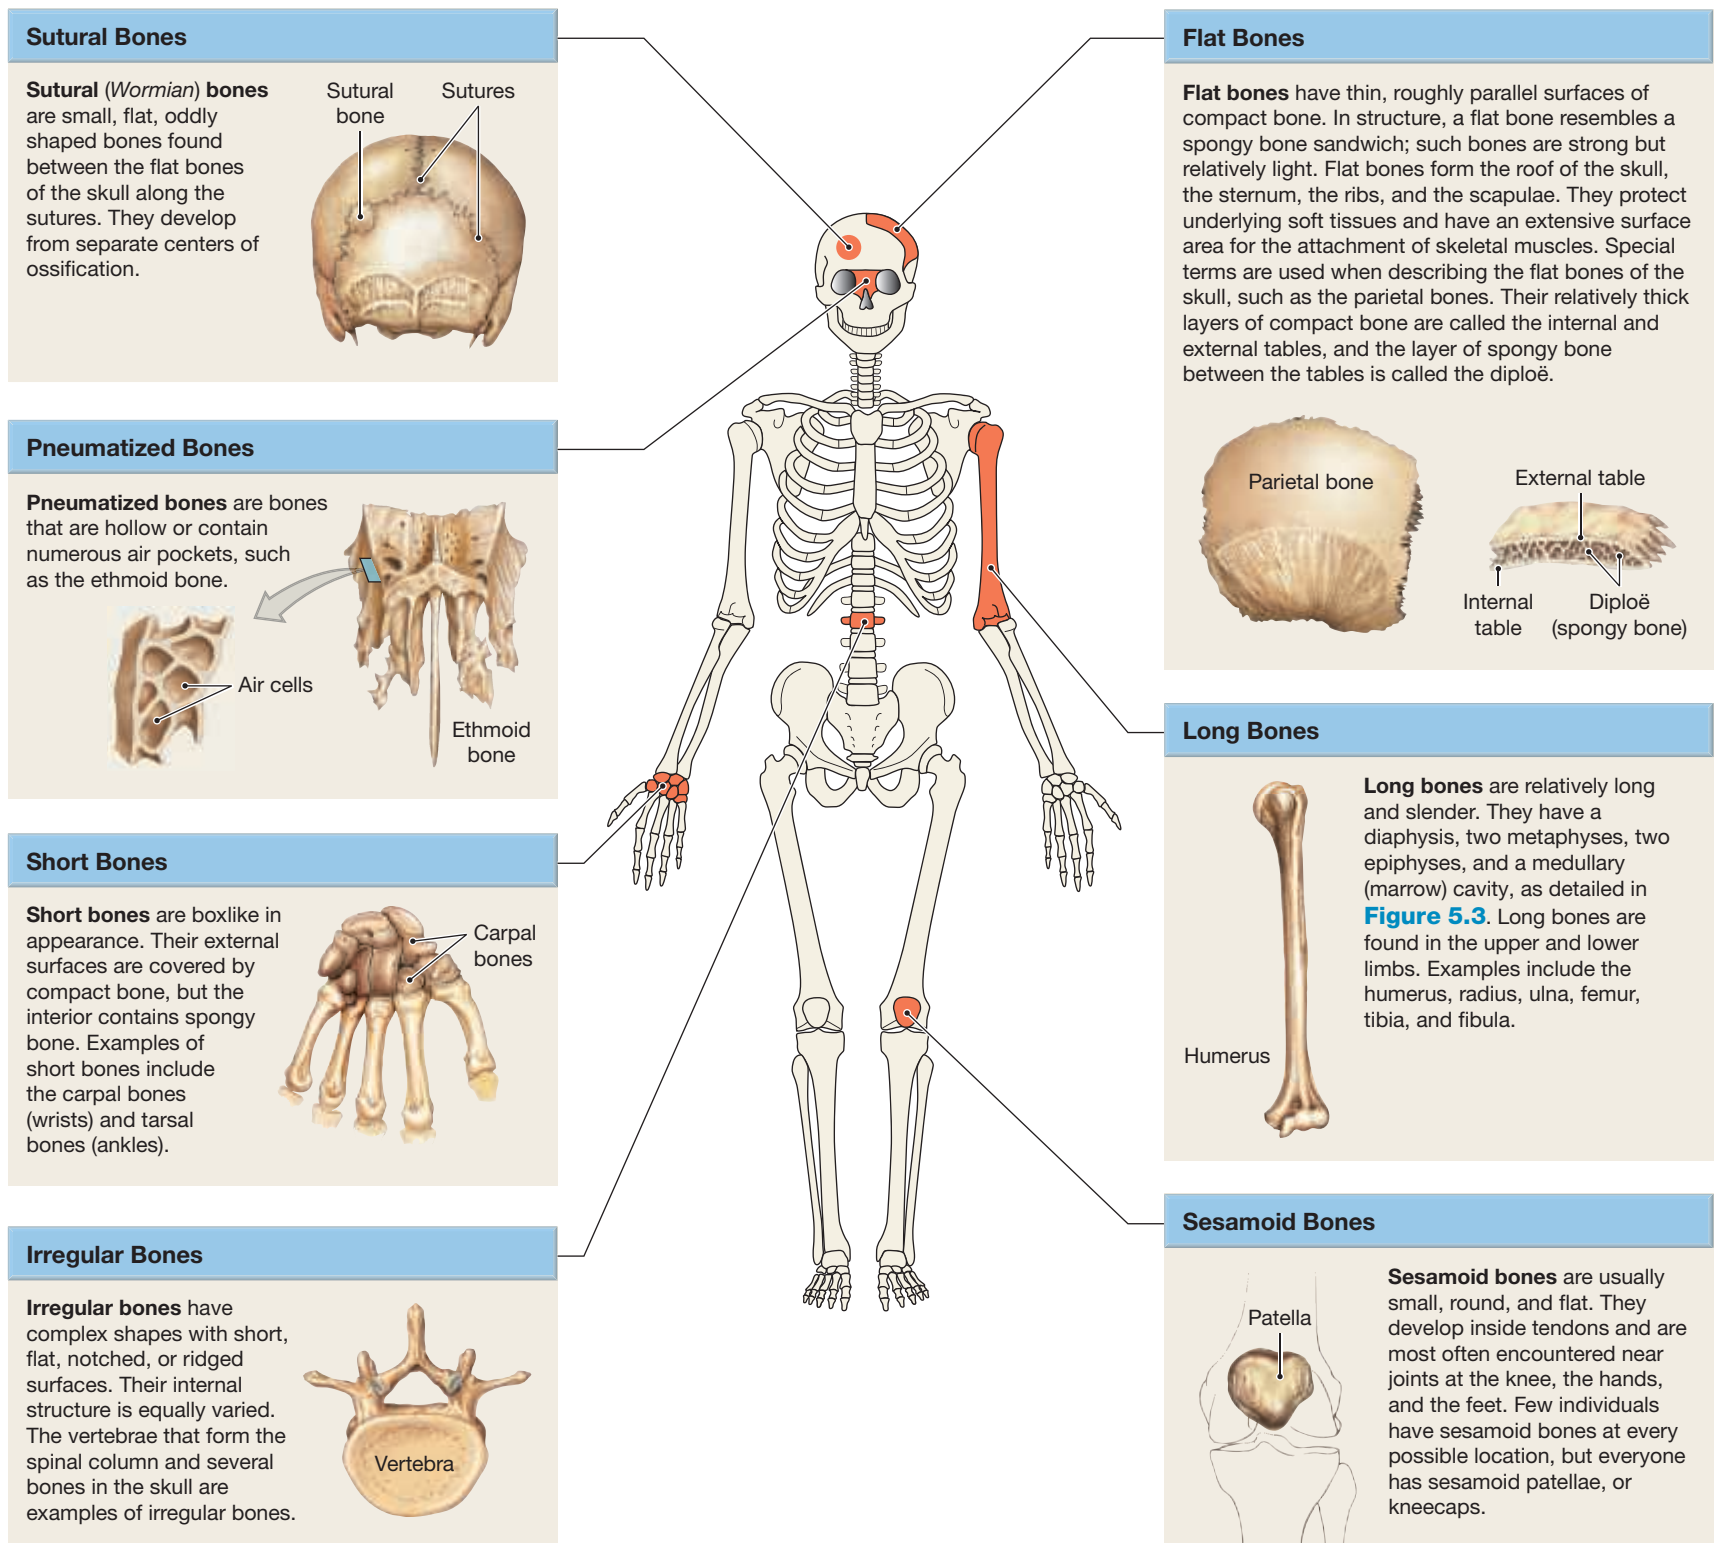 Sutural Bones
Sutural (Wormian) bones
are small, flat, oddly
shaped bones found
between the flat bones
of the skull along the
sutures. They develop
from separate centers of
ossification.
Sutural
bone
Sutures
Pneumatized Bones
Pneumatized bones are bones
that are hollow or contain
numerous air pockets, such
as the ethmoid bone.
Air cells
Ethmoid
bone
Short Bones
Short bones are boxlike in
appearance. Their external
surfaces are covered by
compact bone, but the
interior contains spongy
bone. Examples of
short bones include
the carpal bones
(wrists) and tarsal
bones (ankles).
Carpal
bones
Irregular Bones
Irregular bones have
complex shapes with short,
flat, notched, or ridged
surfaces. Their internal
structure is equally varied.
The vertebrae that form the
spinal column and several
bones in the skull are
examples of irregular bones.
Vertebra
Flat Bones
Flat bones have thin, roughly parallel surfaces of
compact bone. In structure, a flat bone resembles a
spongy bone sandwich; such bones are strong but
relatively light. Flat bones form the roof of the skull,
the sternum, the ribs, and the scapulae. They protect
underlying soft tissues and have an extensive surface
area for the attachment of skeletal muscles. Special
terms are used when describing the flat bones of the
skull, such as the parietal bones. Their relatively thick
layers of compact bone are called the internal and
external tables, and the layer of spongy bone
between the tables is called the diploë.
Parietal bone
External table
Internal
table
Diploë
(spongy bone)
Long Bones
Long bones are relatively long
and slender. They have a
diaphysis, two metaphyses, two
epiphyses, and a medullary
(marrow) cavity, as detailed in
Figure 5.3. Long bones are
found in the upper and lower
limbs. Examples include the
humerus, radius, ulna, femur,
tibia, and fibula.
Humerus
Sesamoid Bones
Sesamoid bones are usually
small, round, and flat. They
develop inside tendons and are
most often encountered near
joints at the knee, the hands,
and the feet. Few individuals
have sesamoid bones at every
possible location, but everyone
has sesamoid patellae, or
kneecaps.
Patella